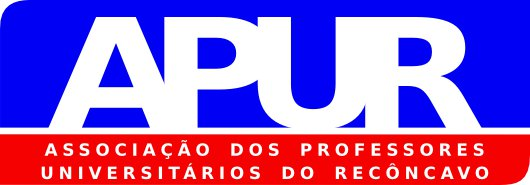 APUR
ASSOCIAÇÃO DOS PROFESSORES
UNIVERSITÁRIOS DO RECÔNCAVO